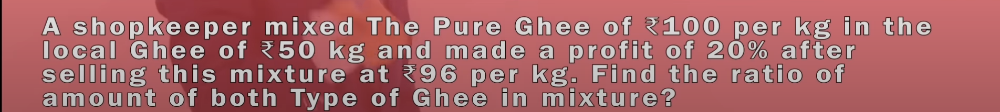 A shopkeeper mixed The Pure Ghee of ₹100 per kg in the
local Ghee of ₹50 kg and made a profit of 20% after
selling this mixture at ₹96 per kg. Find the ratio of
amount of both Type of Ghee in mixture?